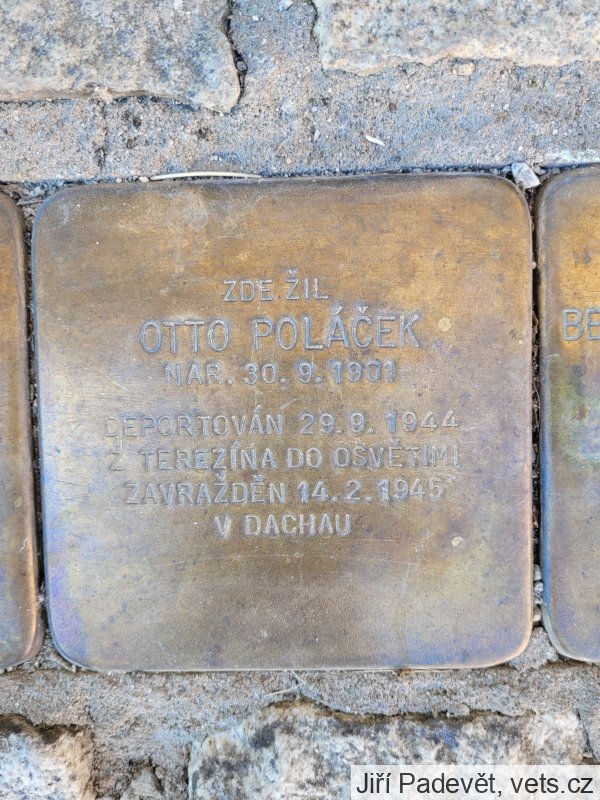 ZDE ŽIL
OTTO POLÁČEK
NAR. 30. 9. 1901
DEPORTOVÁN 29. 9. 1944
Z TEREZÍNA DO OSVĚTIMI
ZAVRAŽDĚN 14. 2. 1945
V DACHAU
BE
Jiří Padevět, vets.cz